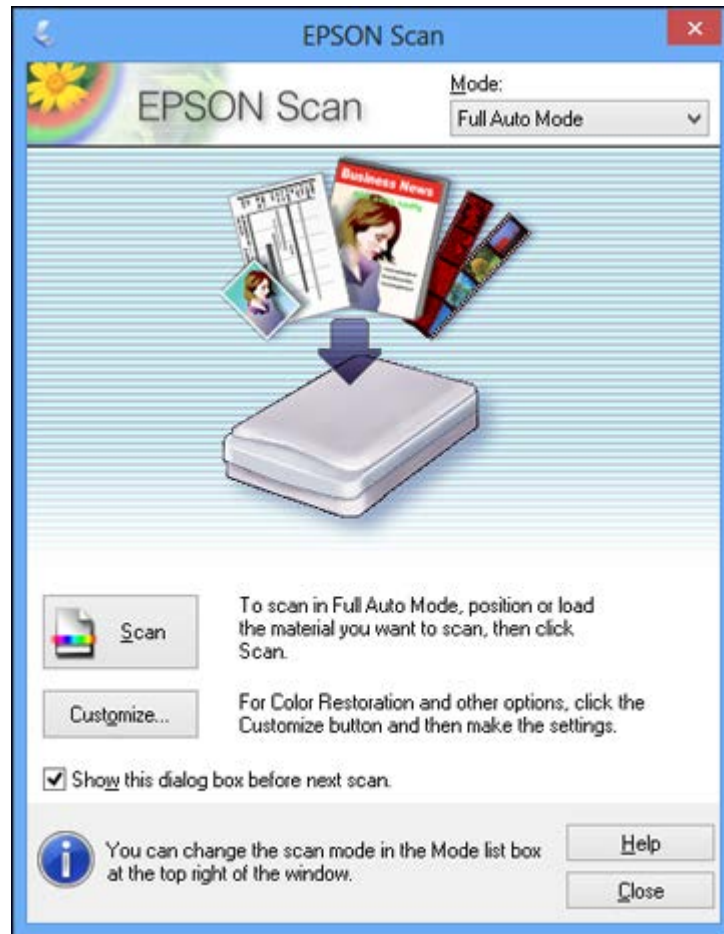 EPSON Scan
EPSON Scan
Mode:
Full Auto Mode
Business News
Scan
To scan in Full Auto Mode, position or load
the material you want to scan, then click
Scan.
Customize...
For Color Restoration and other options, click the
Customize button and then make the settings.
Show this dialog box before next scan.
You can change the scan mode in the Mode list box
at the top right of the window.
Help
Close